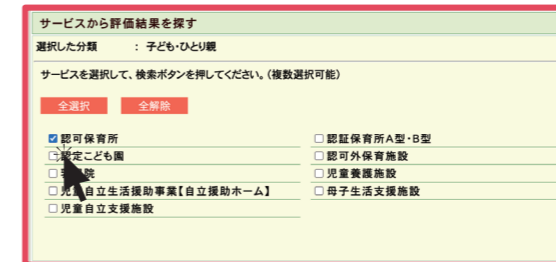 サービスから評価結果を探す
選択した分類 : 子ども・ひとり親
サービスを選択して、検索ボタンを押してください。(複数選択可能)
全選択 全解除
認可保育所 認証保育所A型・B型
認定こども園 認可外保育施設
院 児童養護施設
児童自立生活援助事業【自立援助ホーム】 母子生活支援施設
児童自立支援施設